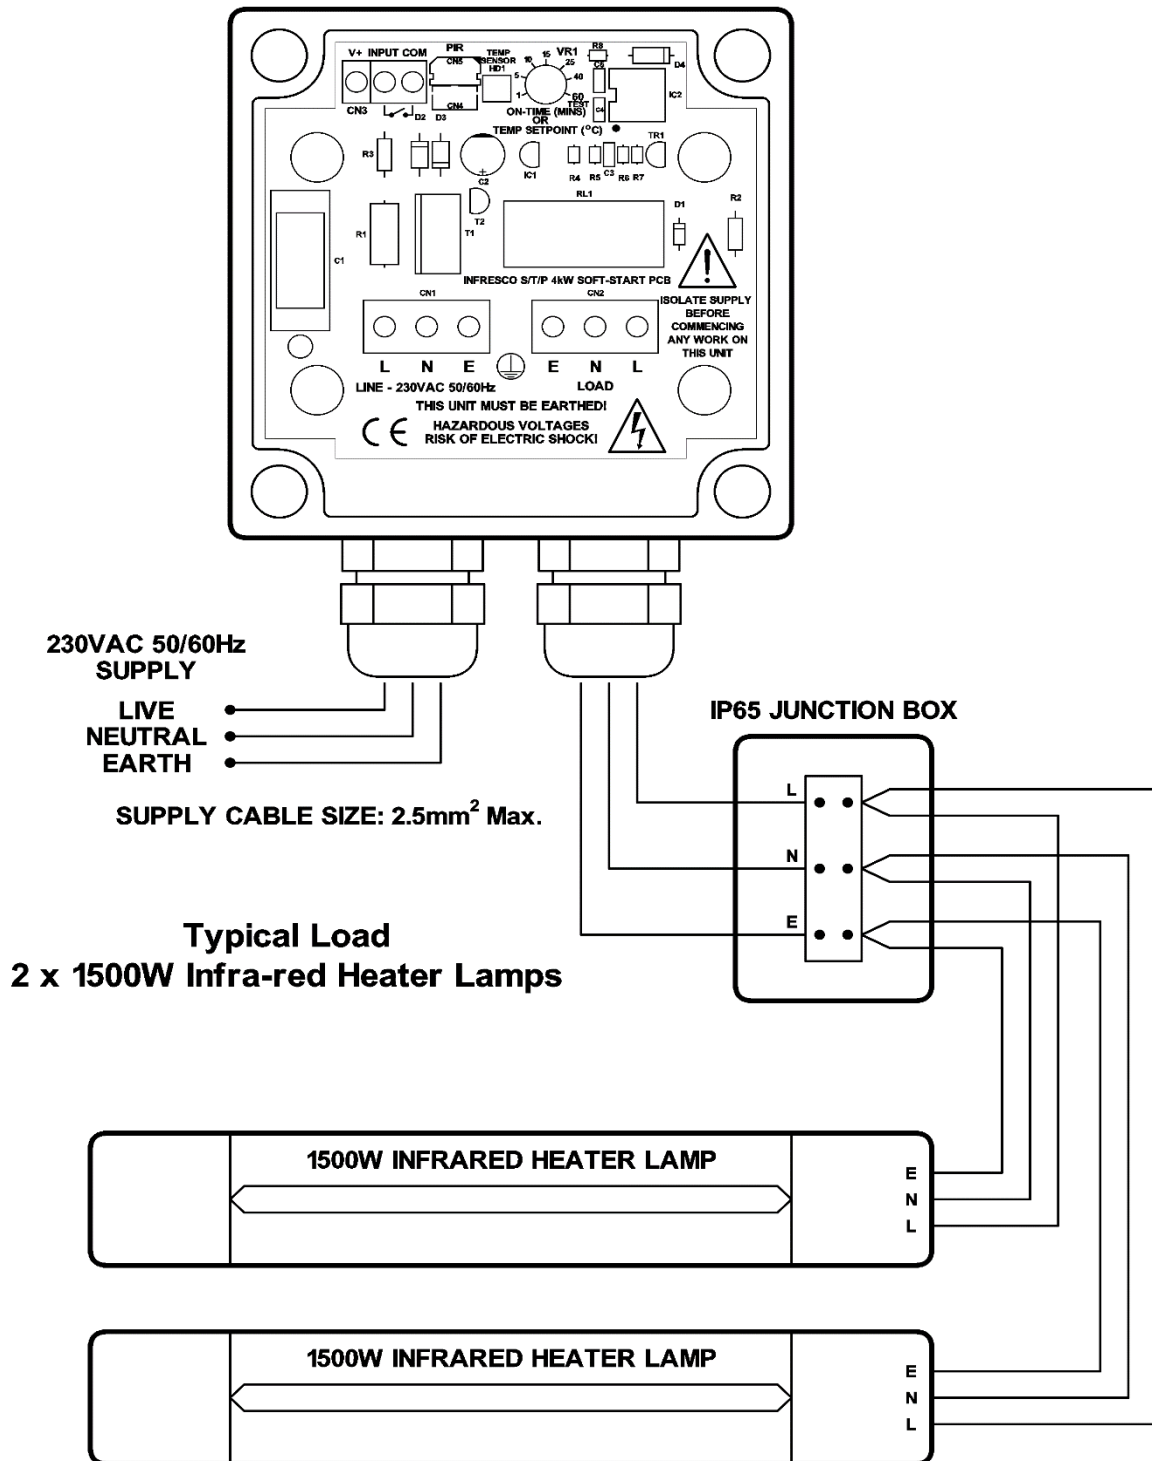 V+ INPUT COM
PIR
CN5
CN4
TEMP
SENSOR
HD1
VR1
1 5 10 15 25 40 60
TEST
ON-TIME (MINS)
OR
TEMP SETPOINT (°C)
R8
C5
C4
D4
IC2
CN3
D2 D3
R3
C2
+
IC1
R4 R5 C3 R6 R7
TR1
C1
R1
T1
T2
RL1
D1
R2
INFRESCO S/T/P 4kW SOFT-START PCB
CN1
CN2
ISOLATE SUPPLY
BEFORE
COMMENCING
ANY WORK ON
THIS UNIT
!
L N E
E N L
LINE - 230VAC 50/60Hz
LOAD
THIS UNIT MUST BE EARTHED!
CE
HAZARDOUS VOLTAGES
RISK OF ELECTRIC SHOCK!
230VAC 50/60Hz
SUPPLY
LIVE
NEUTRAL
EARTH
SUPPLY CABLE SIZE: 2.5mm² Max.
IP65 JUNCTION BOX
L
N
E
Typical Load
2 x 1500W Infra-red Heater Lamps
1500W INFRARED HEATER LAMP
E
N
L
1500W INFRARED HEATER LAMP
E
N
L